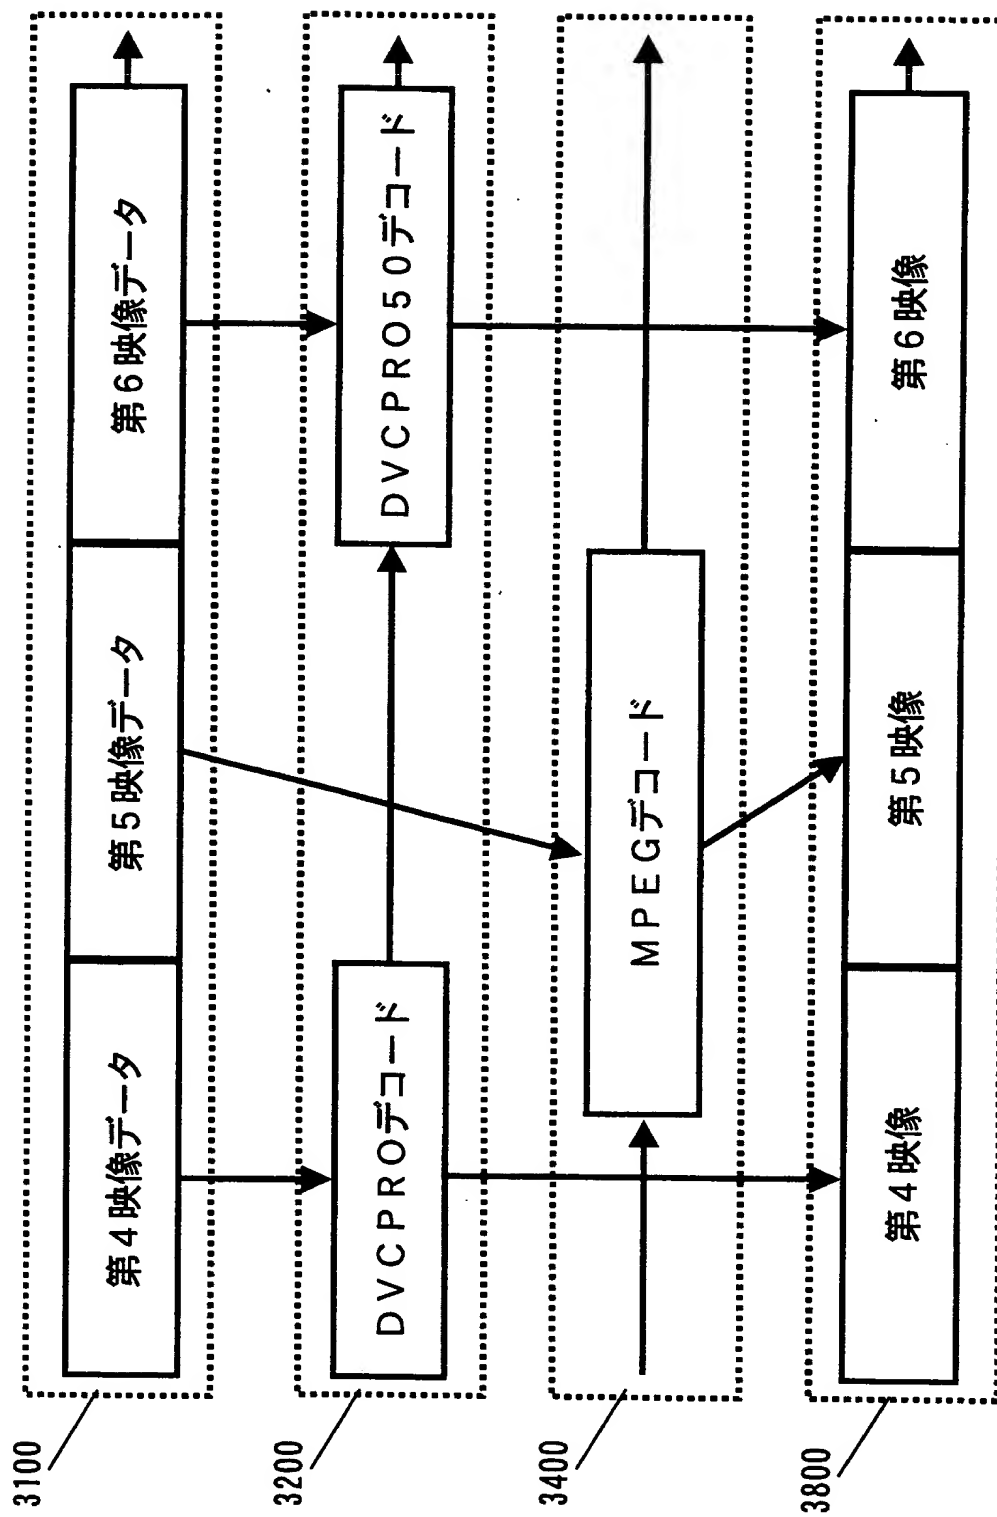 3100
第４映像データ
第５映像データ
第６映像データ
3200
ＤＶＣＰＲＯデコード
ＤＶＣＰＲＯ５０デコード
3400
ＭＰＥＧデコード
3800
第４映像
第５映像
第６映像